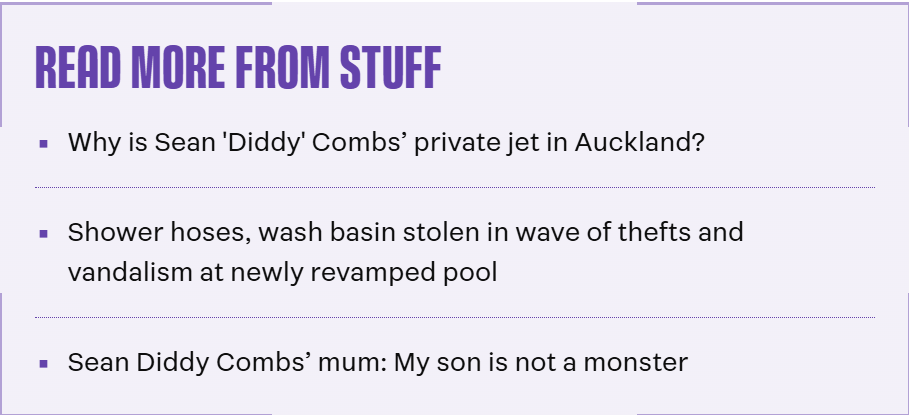 READ MORE FROM STUFF
Why is Sean 'Diddy' Combs’ private jet in Auckland?
Shower hoses, wash basin stolen in wave of thefts and
vandalism at newly revamped pool
Sean Diddy Combs’ mum: My son is not a monster